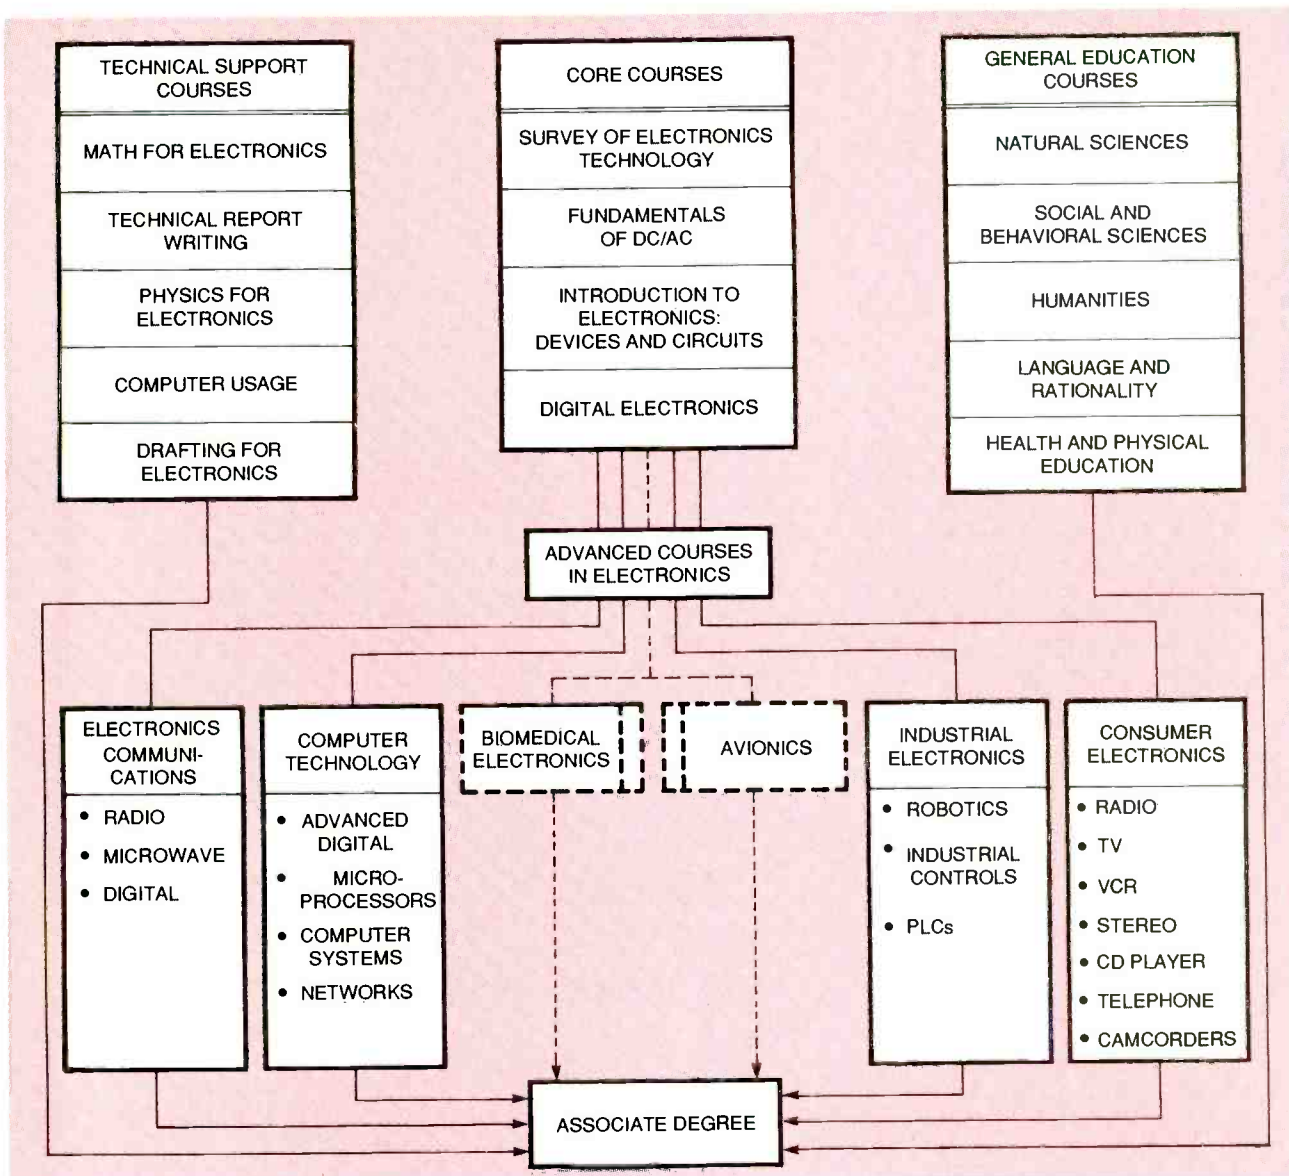 TECHNICAL SUPPORT
COURSES
MATH FOR ELECTRONICS
TECHNICAL REPORT
WRITING
PHYSICS FOR
ELECTRONICS
COMPUTER USAGE
DRAFTING FOR
ELECTRONICS
CORE COURSES
SURVEY OF ELECTRONICS
TECHNOLOGY
FUNDAMENTALS
OF DC/AC
INTRODUCTION TO
ELECTRONICS:
DEVICES AND CIRCUITS
DIGITAL ELECTRONICS
GENERAL EDUCATION
COURSES
NATURAL SCIENCES
SOCIAL AND
BEHAVIORAL SCIENCES
HUMANITIES
LANGUAGE AND
RATIONALITY
HEALTH AND PHYSICAL
EDUCATION
ADVANCED COURSES
IN ELECTRONICS
ELECTRONICS
COMMUNI-
CATIONS
• RADIO
• MICROWAVE
• DIGITAL
COMPUTER
TECHNOLOGY
• ADVANCED
DIGITAL
• MICRO-
PROCESSORS
• COMPUTER
SYSTEMS
• NETWORKS
BIOMEDICAL
ELECTRONICS
AVIONICS
INDUSTRIAL
ELECTRONICS
• ROBOTICS
• INDUSTRIAL
CONTROLS
• PLCs
CONSUMER
ELECTRONICS
• RADIO
• TV
• VCR
• STEREO
• CD PLAYER
• TELEPHONE
• CAMCORDERS
ASSOCIATE DEGREE